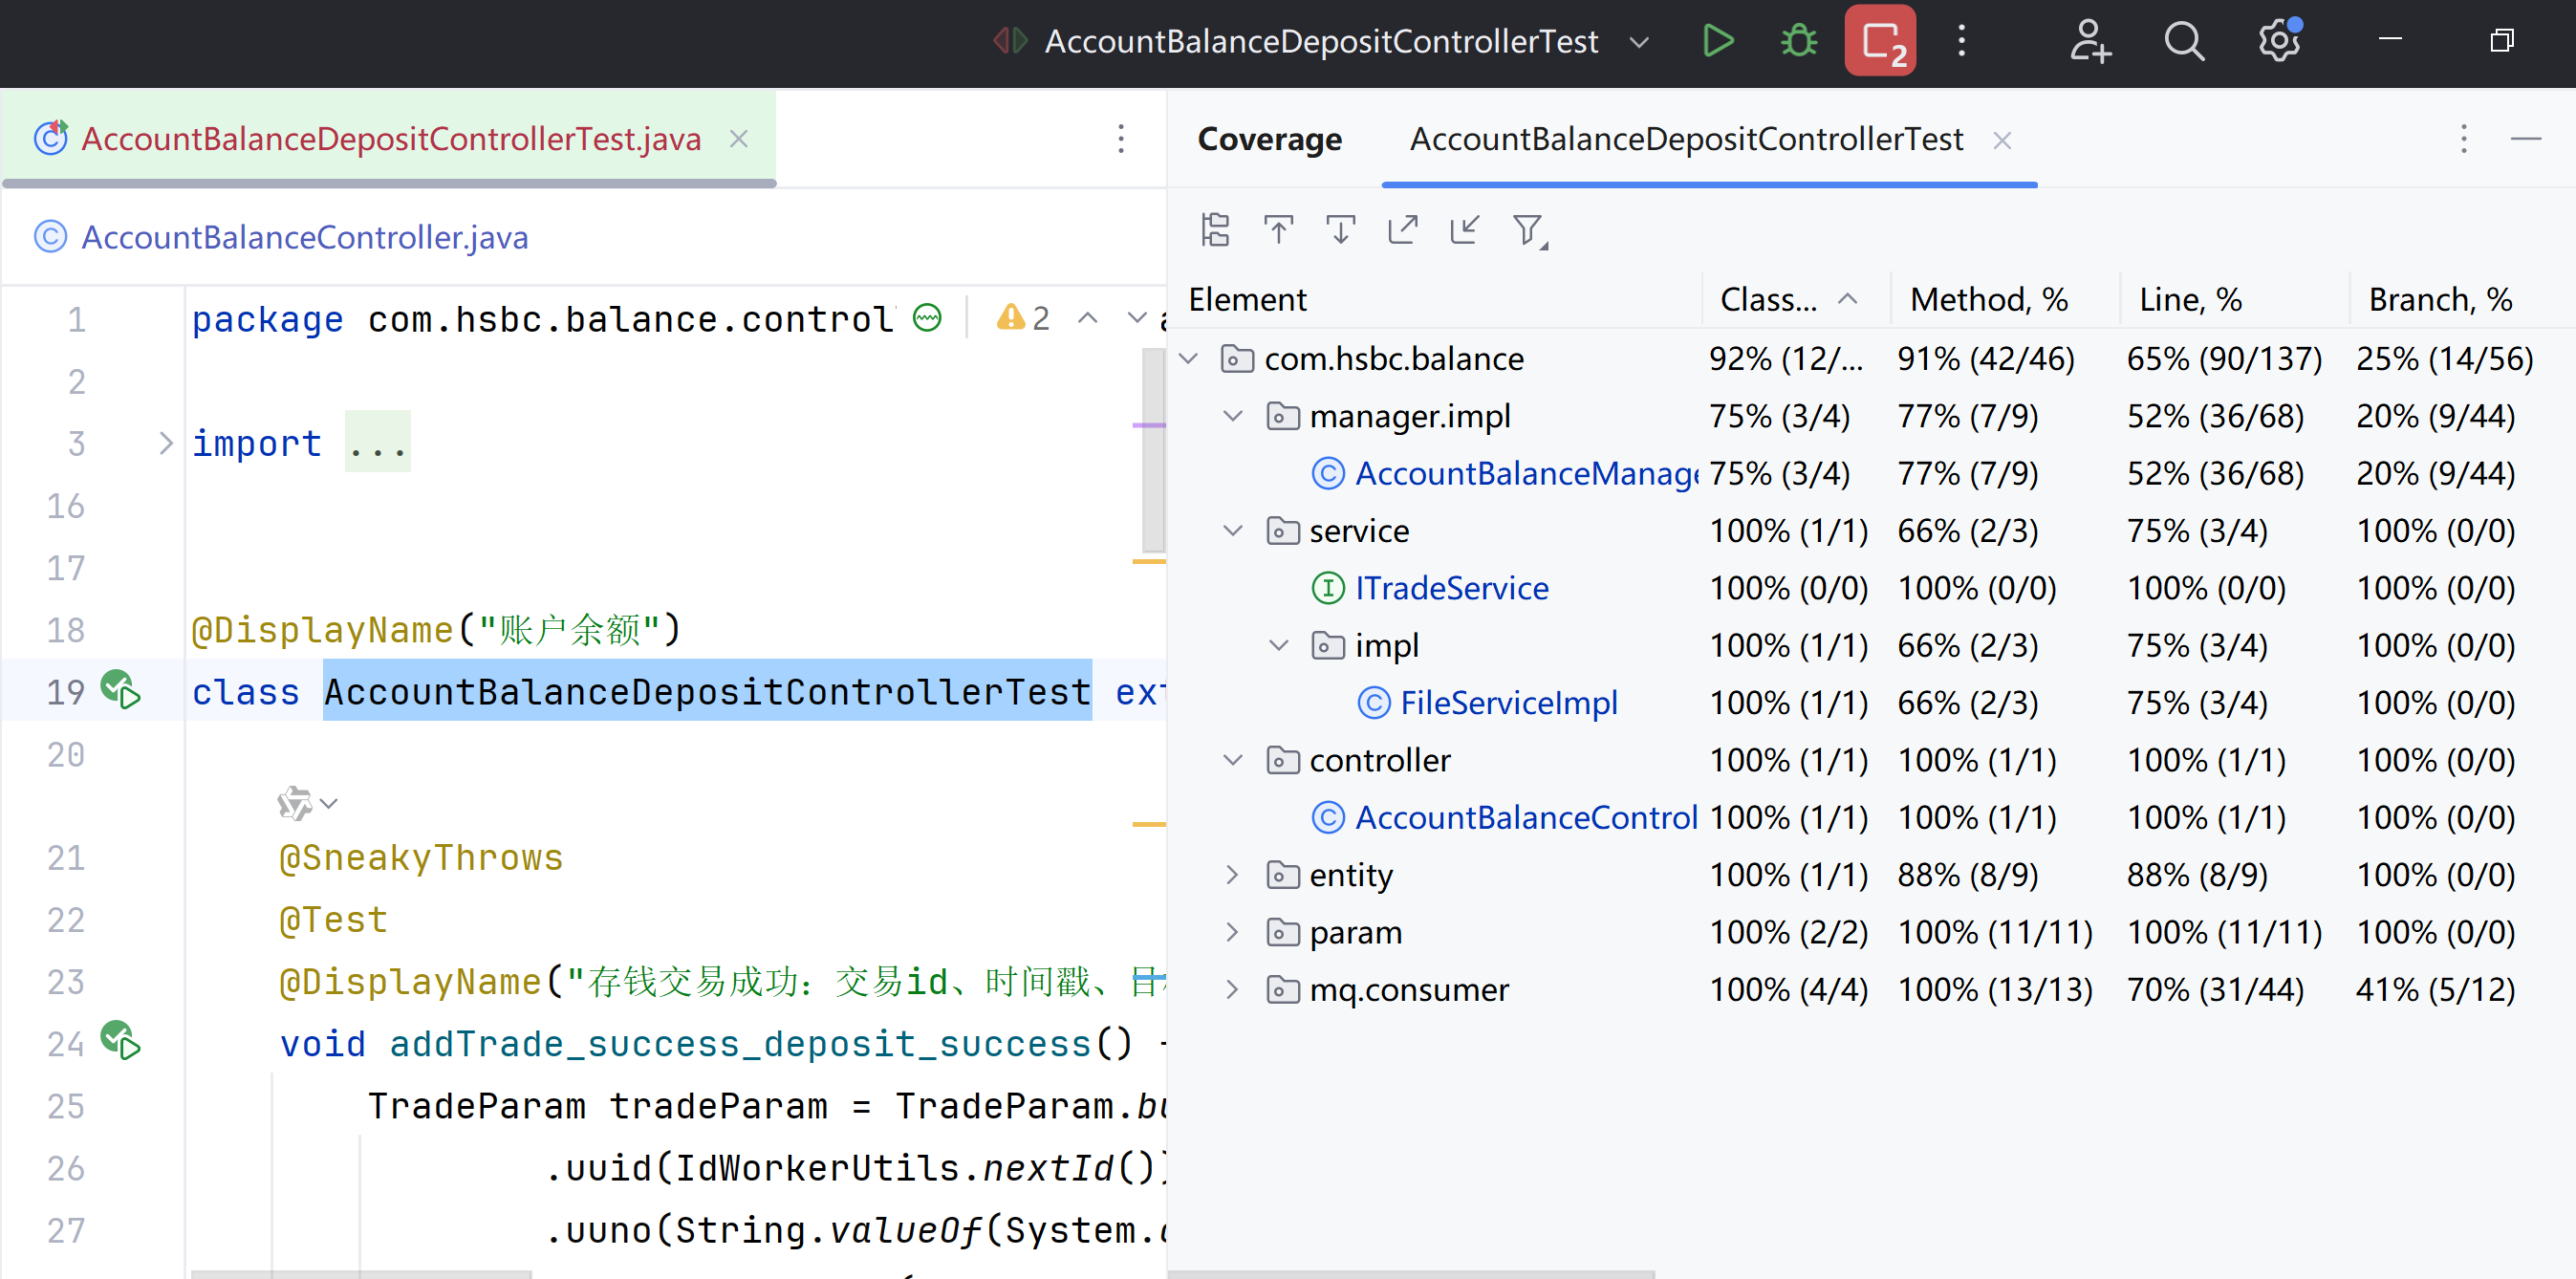 AccountBalanceDepositControllerTest
2
AccountBalanceDepositControllerTest.java
AccountBalanceController.java
1 package com.hsbc.balance.control
2
2
3 import ...
16
17
18 @DisplayName("账户余额")
19 class AccountBalanceDepositControllerTest ext
20
21 @SneakyThrows
22 @Test
23 @DisplayName("存钱交易成功：交易id、时间戳、目
24 void addTrade_success_deposit_success()
25 TradeParam tradeParam = TradeParam.bu
26 .uuid(IdWorkerUtils.nextId())
27 .uuno(String.valueOf(System.c
Coverage AccountBalanceDepositControllerTest
Element Class... Method, % Line, % Branch, %
com.hsbc.balance 92% (12/... 91% (42/46) 65% (90/137) 25% (14/56)
manager.impl 75% (3/4) 77% (7/9) 52% (36/68) 20% (9/44)
AccountBalanceManage 75% (3/4) 77% (7/9) 52% (36/68) 20% (9/44)
service 100% (1/1) 66% (2/3) 75% (3/4) 100% (0/0)
ITradeService 100% (0/0) 100% (0/0) 100% (0/0) 100% (0/0)
impl 100% (1/1) 66% (2/3) 75% (3/4) 100% (0/0)
FileServiceImpl 100% (1/1) 66% (2/3) 75% (3/4) 100% (0/0)
controller 100% (1/1) 100% (1/1) 100% (1/1) 100% (0/0)
AccountBalanceControl 100% (1/1) 100% (1/1) 100% (1/1) 100% (0/0)
entity 100% (1/1) 88% (8/9) 88% (8/9) 100% (0/0)
param 100% (2/2) 100% (11/11) 100% (11/11) 100% (0/0)
mq.consumer 100% (4/4) 100% (13/13) 70% (31/44) 41% (5/12)